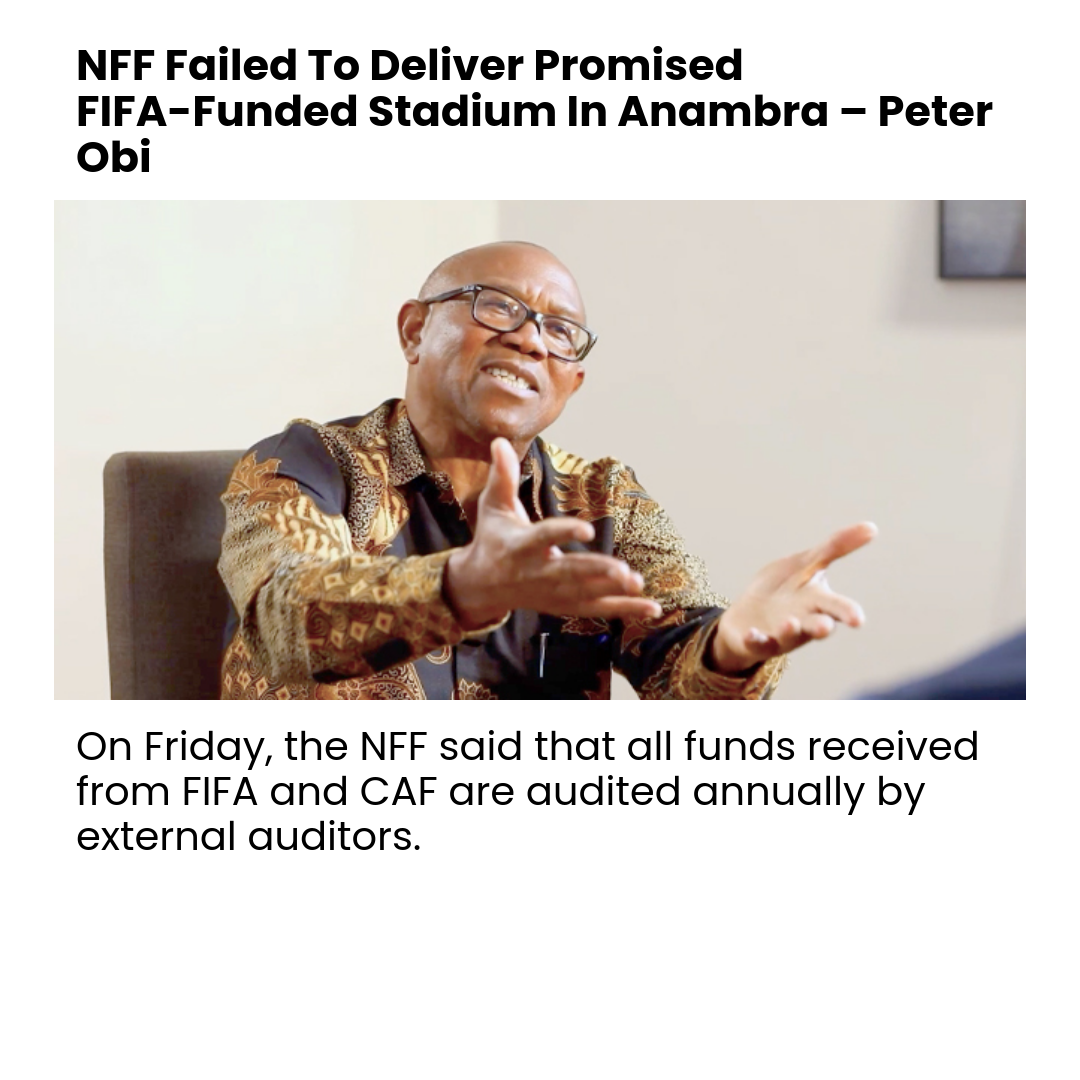 NFF Failed To Deliver Promised
FIFA-Funded Stadium In Anambra – Peter
Obi
On Friday, the NFF said that all funds received
from FIFA and CAF are audited annually by
external auditors.